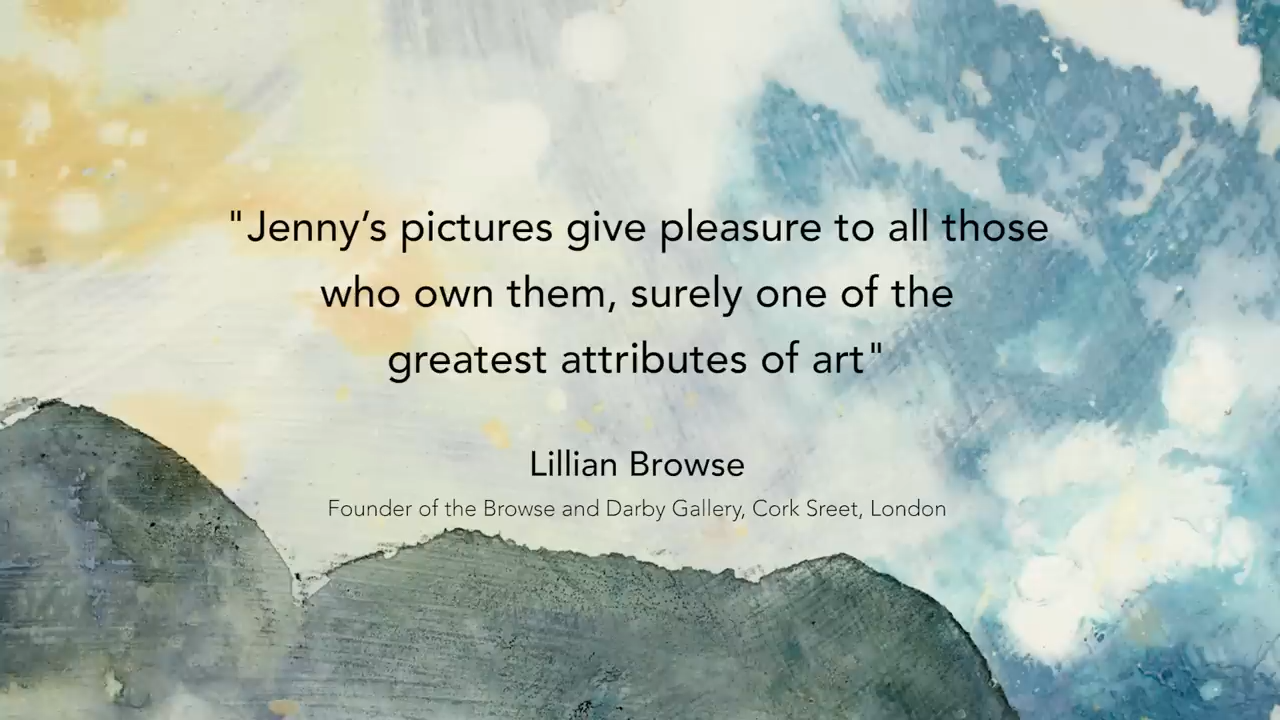 "Jenny’s pictures give pleasure to all those
who own them, surely one of the
greatest attributes of art"
Lillian Browse
Founder of the Browse and Darby Gallery, Cork Sreet, London